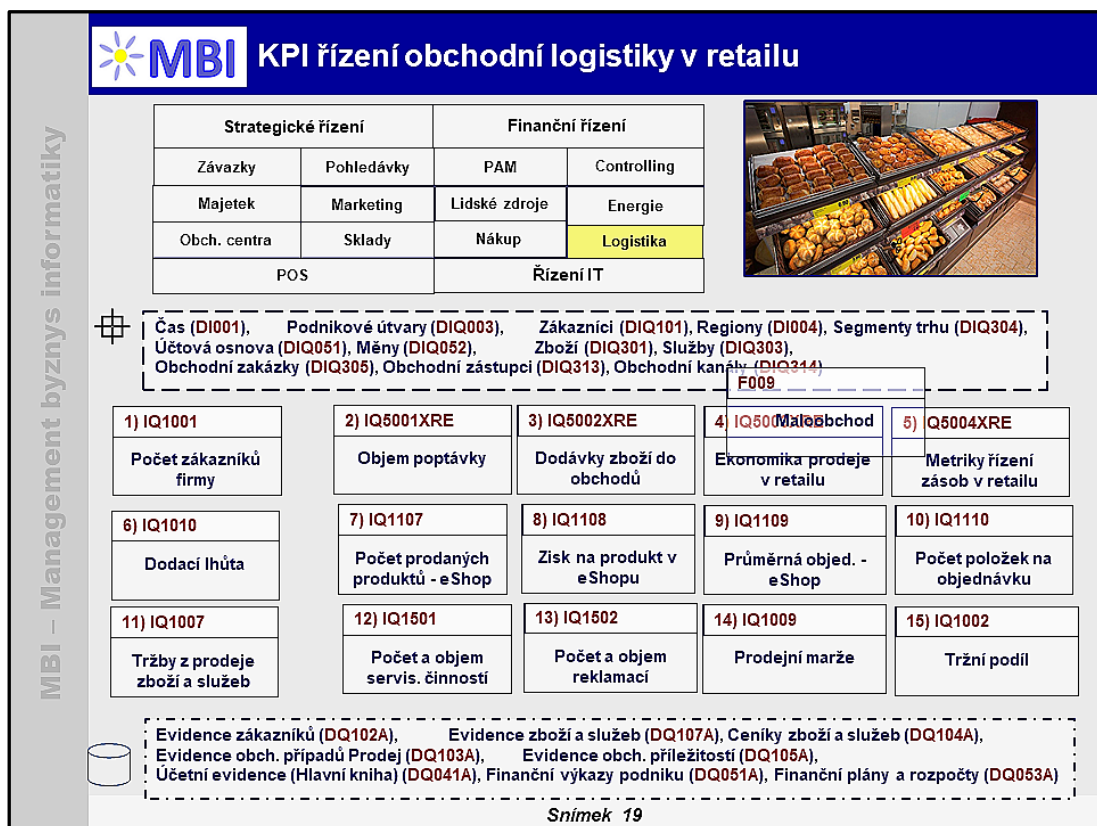 MBI – Management byznys informatiky
MBI
KPI řízení obchodní logistiky v retailu
Strategické řízení
Finanční řízení
Závazky
Pohledávky
PAM
Controlling
Majetek
Marketing
Lidské zdroje
Energie
Obch. centra
Sklady
Nákup
Logistika
POS
Řízení IT
Čas (DI001), Podnikové útvary (DIQ003), Zákazníci (DIQ101), Regiony (DI004), Segmenty trhu (DIQ304),
Účtová osnova (DIQ051), Měny (DIQ052), Zboží (DIQ301), Služby (DIQ303),
Obchodní zakázky (DIQ305), Obchodní zástupci (DIQ313), Obchodní kanály (DIQ314)
F009
Maloobchod
1) IQ1001
Počet zákazníků
firmy
2) IQ5001XRE
Objem poptávky
3) IQ5002XRE
Dodávky zboží do
obchodů
4)
Ekonomika prodeje
v retailu
5) IQ5004XRE
Metriky řízení
zásob v retailu
6) IQ1010
Dodací lhůta
7) IQ1107
Počet prodaných
produktů - eShop
8) IQ1108
Zisk na produkt v
eShopu
9) IQ1109
Průměrná objed. -
eShop
10) IQ1110
Počet položek na
objednávku
11) IQ1007
Tržby z prodeje
zboží a služeb
12) IQ1501
Počet a objem
servis. činností
13) IQ1502
Počet a objem
reklamací
14) IQ1009
Prodejní marže
15) IQ1002
Tržní podíl
Evidence zákazníků (DQ102A), Evidence zboží a služeb (DQ107A), Ceníky zboží a služeb (DQ104A),
Evidence obch. případů Prodej (DQ103A), Evidence obch. příležitostí (DQ105A),
Účetní evidence (Hlavní kniha) (DQ041A), Finanční výkazy podniku (DQ051A), Finanční plány a rozpočty (DQ053A)
Snímek 19